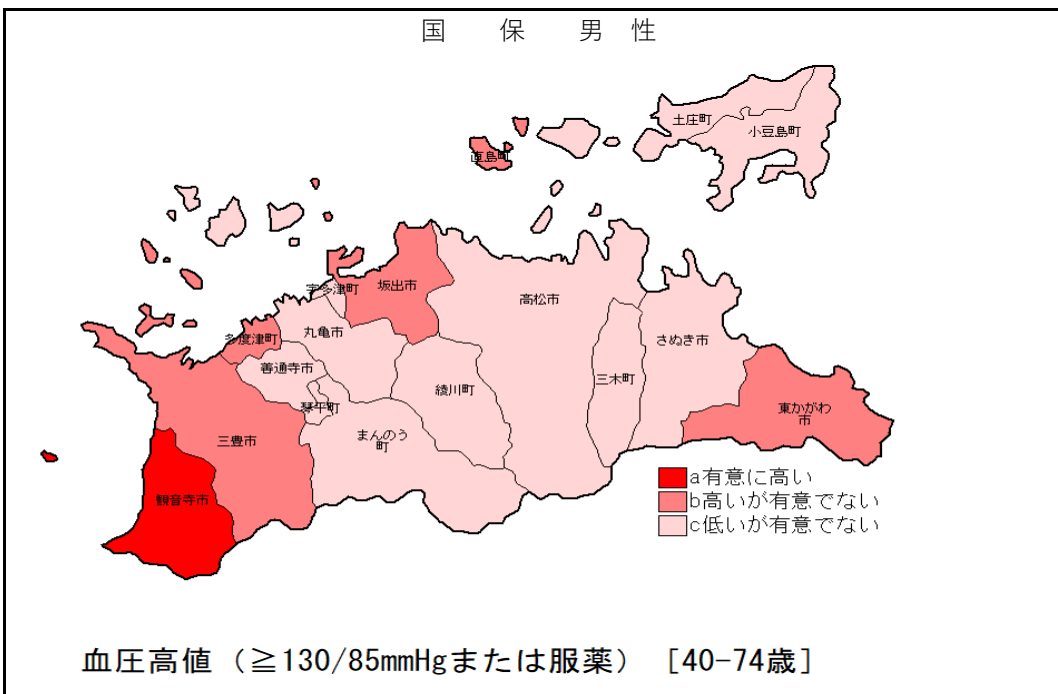 国 保 男 性
土庄町
小豆島町
直島町
宇多津町
坂出市
高松市
多度津町
丸亀市
さぬき市
善通寺市
三木町
綾川町
琴平町
東かがわ
市
まんのう
町
三豊市
観音寺市
a有意に高い
b高いが有意でない
c低いが有意でない
血圧高値（≧130/85mmHgまたは服薬） [40-74歳]